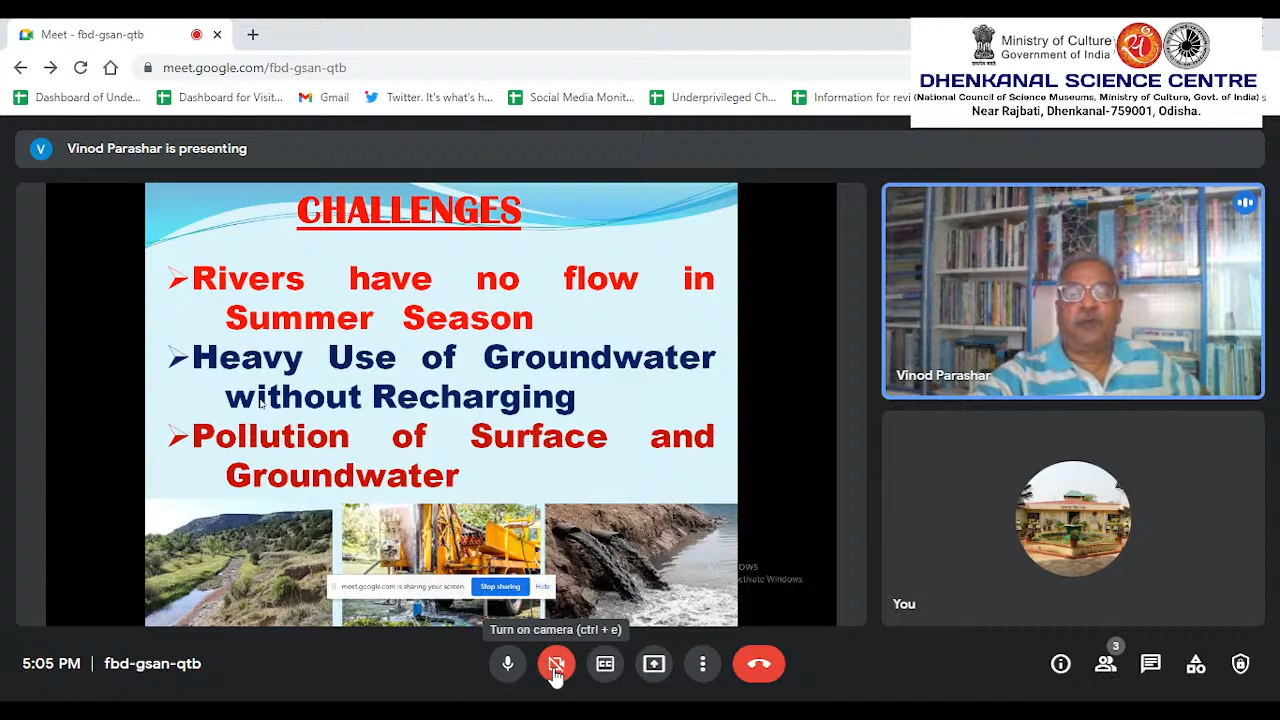 Meet - fbd-gsan-qtb
meet.google.com/fbd-gsan-qtb
Dashboard of Unde...
Dashboard for Visit...
Gmail
Twitter. It's what's h...
Social Media Monit...
Underprivileged Ch...
Information for revi
Ministry of Culture
Government of India
DHENKANAL SCIENCE CENTRE
(National Council of Science Museums, Ministry of Culture, Govt. of India)
Near Rajbati, Dhenkanal-759001, Odisha.
V
Vinod Parashar is presenting
CHALLENGES
Rivers have no flow in
Summer Season
Heavy Use of Groundwater
without Recharging
Pollution of Surface and
Groundwater
meet.google.com is sharing your screen.
Stop sharing
Hide
ctivate Windows.
Vinod Parashar
You
Turn on camera (ctrl + e)
5:05 PM
fbd-gsan-qtb
CC
3